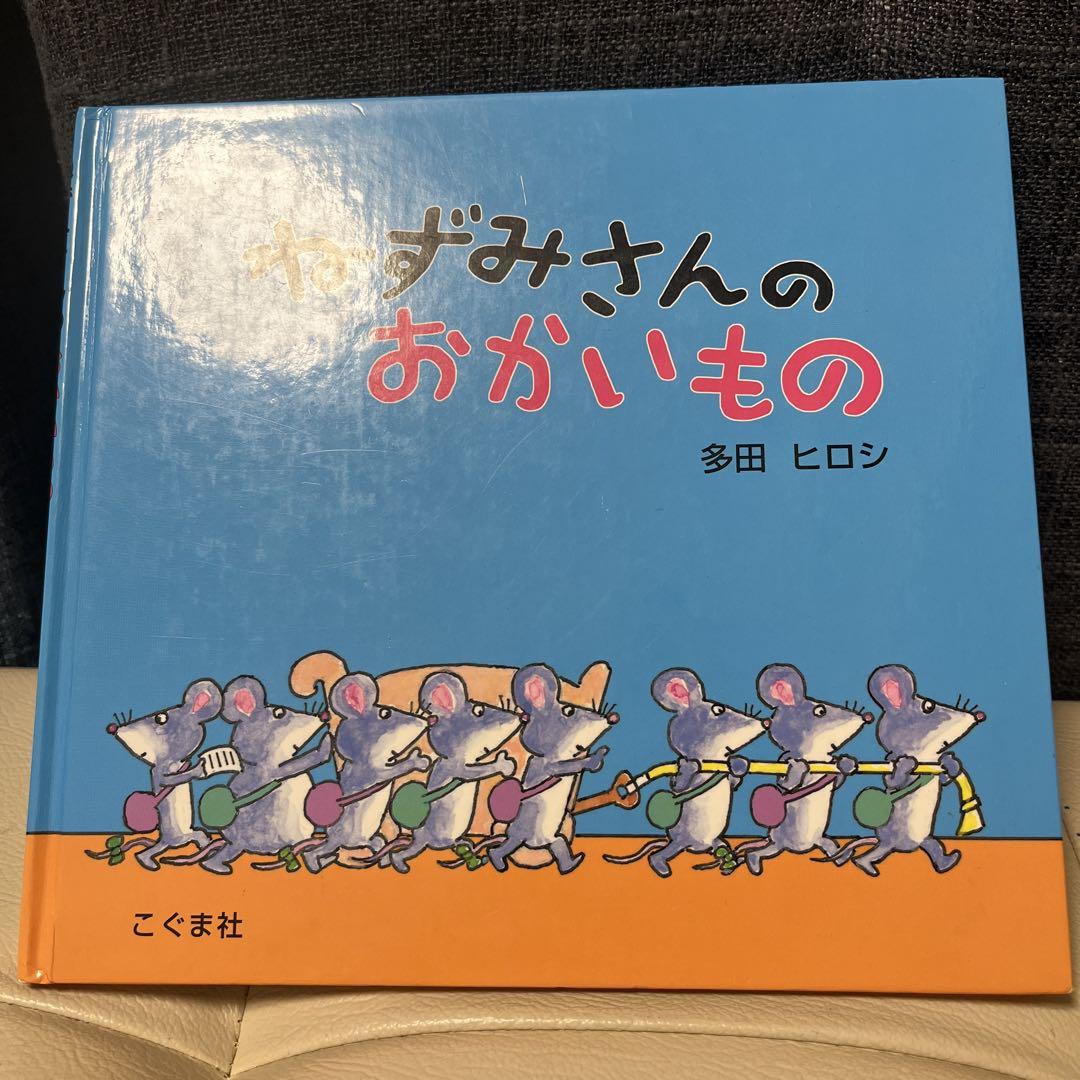 ねずみさんの
おかいもの
多田 ヒロシ
こぐま社